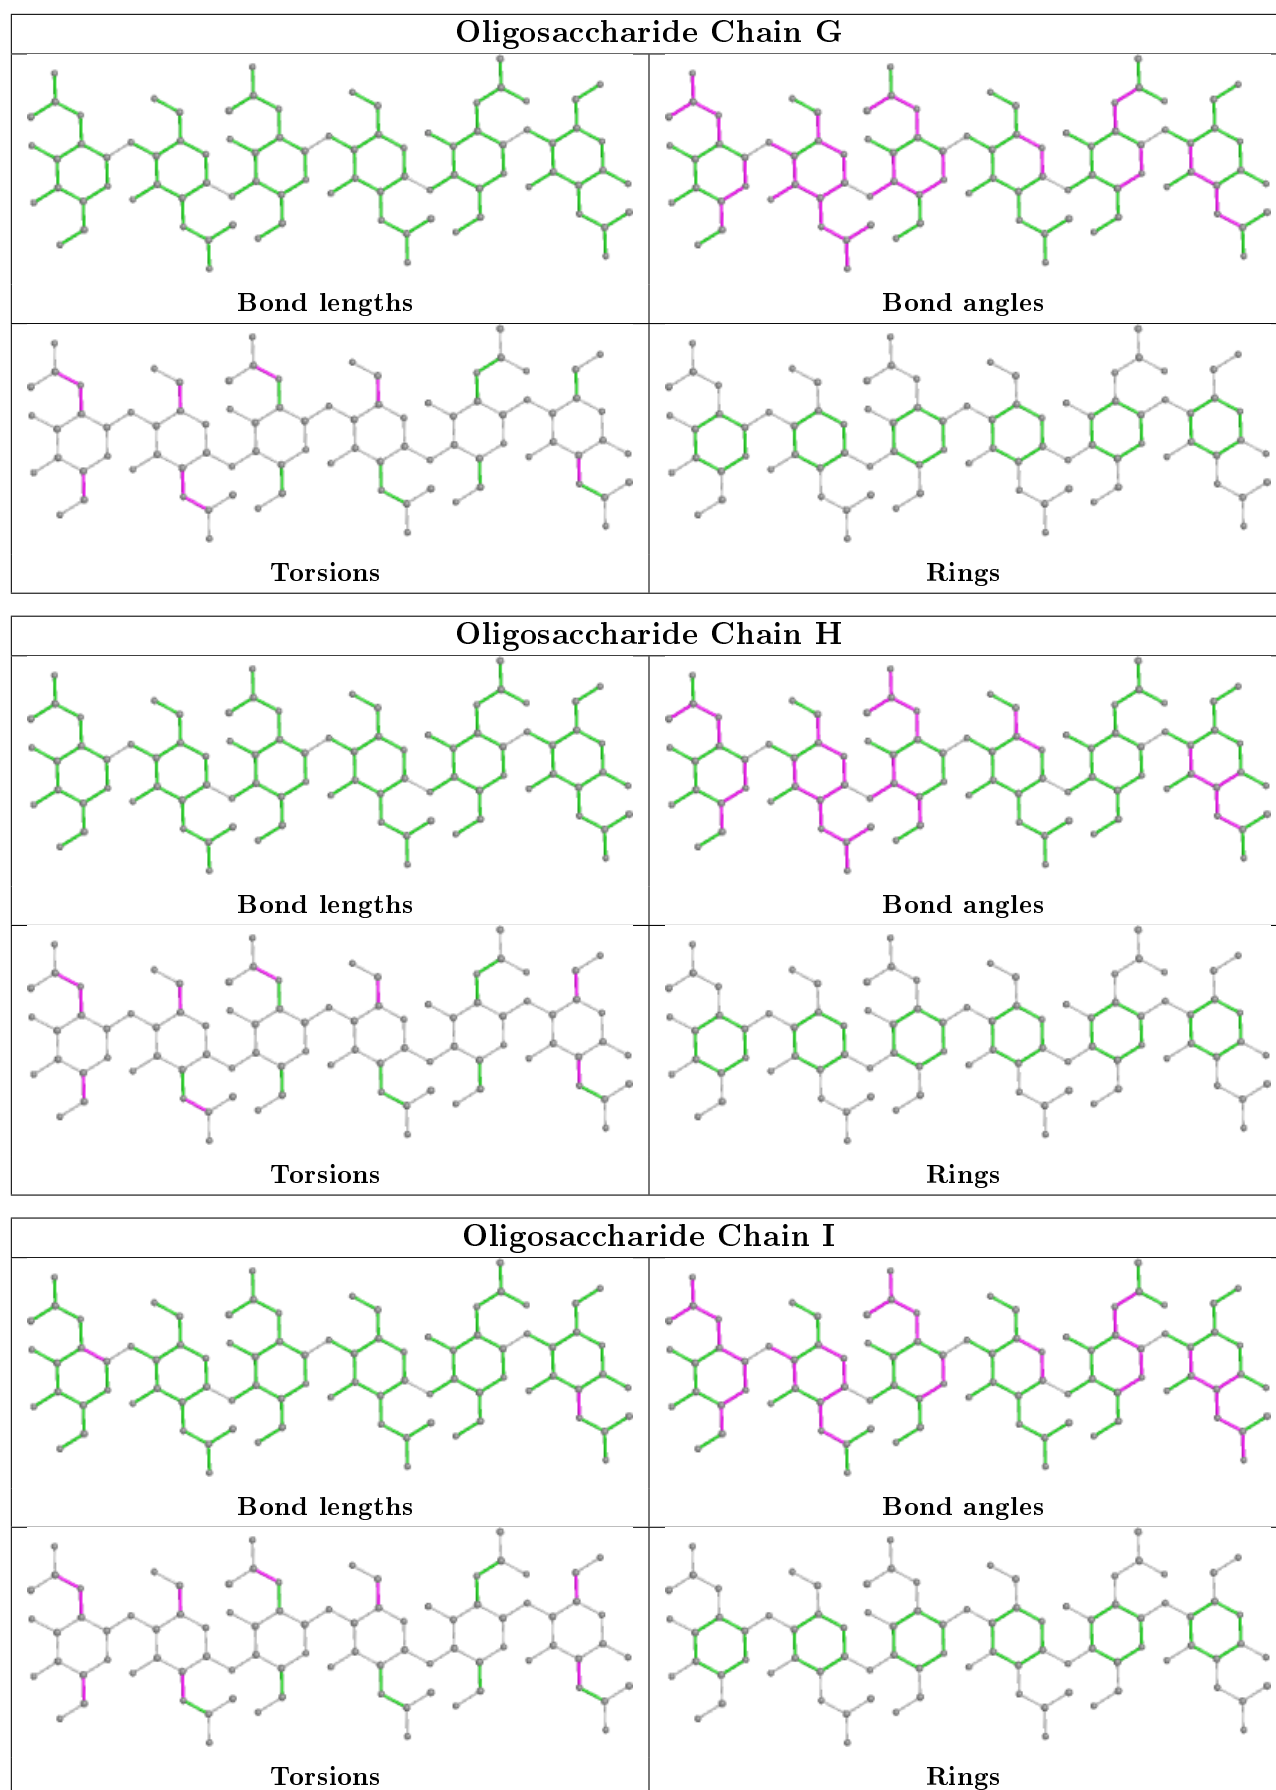 Oligosaccharide Chain G
Bond lengths
Bond angles
Torsions
Rings
Oligosaccharide Chain H
Bond lengths
Bond angles
Torsions
Rings
Oligosaccharide Chain I
Bond lengths
Bond angles
Torsions
Rings